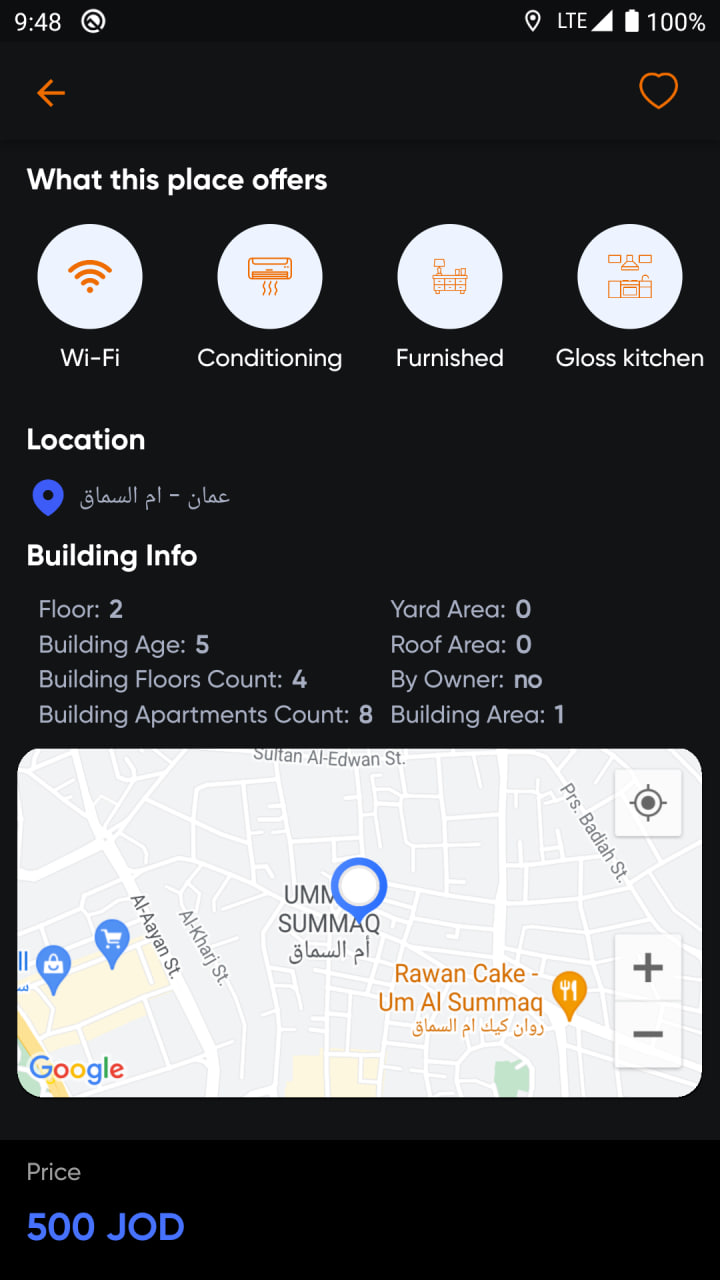 9:48
LTE 100%
What this place offers
Wi-Fi
Conditioning
Furnished
Gloss kitchen
Location
عمان - ام السماق
Building Info
Floor: 2
Yard Area: 0
Building Age: 5
Roof Area: 0
Building Floors Count: 4
By Owner: no
Building Apartments Count: 8
Building Area: 1
Sultan Al-Edwan St.
Prs. Badiah St.
UMM
SUMMAQ
أم السماق
Al-Aayan St.
Al-Kharj St.
Rawan Cake -
Um Al Summaq
روان كيك ام السماق
Google
Price
500 JOD